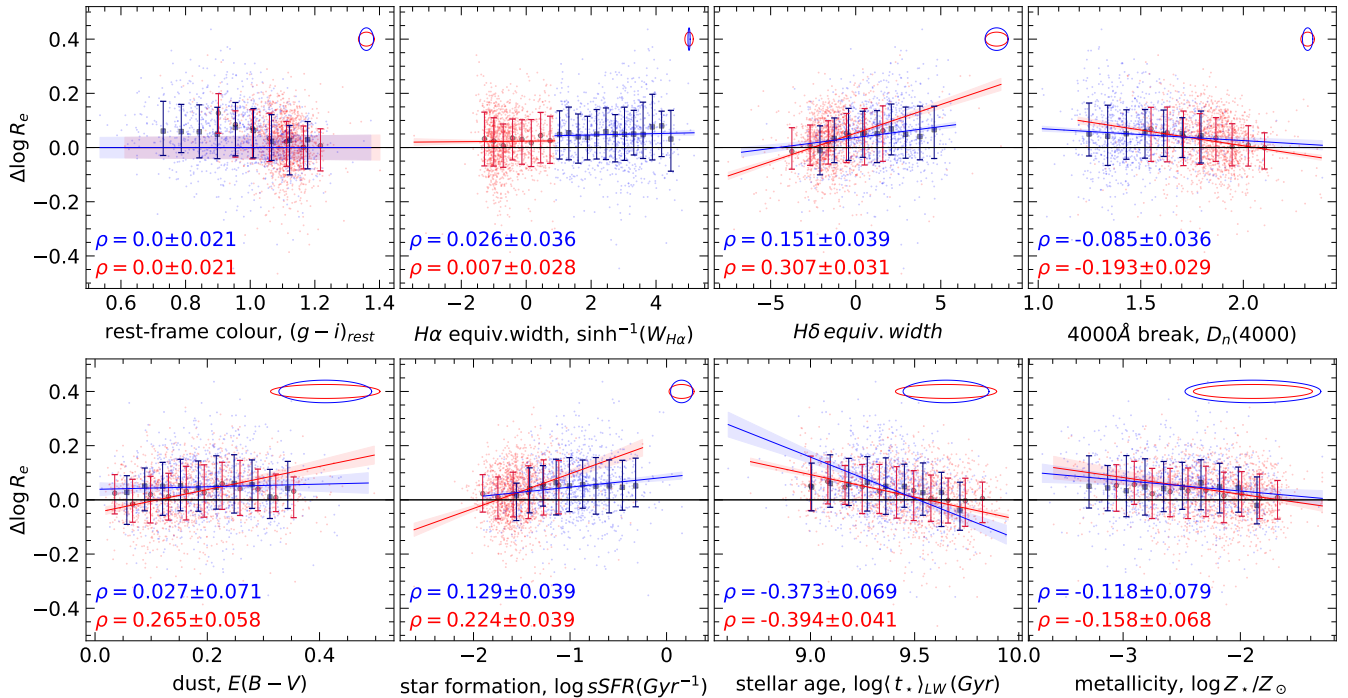 0.4
0.2
0.0
−0.2
−0.4
Δlog R_e
ρ = 0.0±0.021
ρ = 0.0±0.021
0.6 0.8 1.0 1.2 1.4
rest-frame colour, (g − i)_rest
ρ = 0.026±0.036
ρ = 0.007±0.028
−2 0 2 4
Hα equiv.width, sinh⁻¹(W_Hα)
ρ = 0.151±0.039
ρ = 0.307±0.031
−5 0 5 10
Hδ equiv.width
ρ = -0.085±0.036
ρ = -0.193±0.029
1.0 1.5 2.0
4000Å break, D_n(4000)
0.4
0.2
0.0
−0.2
−0.4
Δlog R_e
ρ = 0.027±0.071
ρ = 0.265±0.058
0.0 0.2 0.4
dust, E(B − V)
ρ = 0.129±0.039
ρ = 0.224±0.039
−2 −1 0
star formation, log sSFR(Gyr⁻¹)
ρ = -0.373±0.069
ρ = -0.394±0.041
9.0 9.5 10.0
stellar age, log⟨t⋆⟩_LW(Gyr)
ρ = -0.118±0.079
ρ = -0.158±0.068
−3 −2
metallicity, log Z⋆/Z⊙